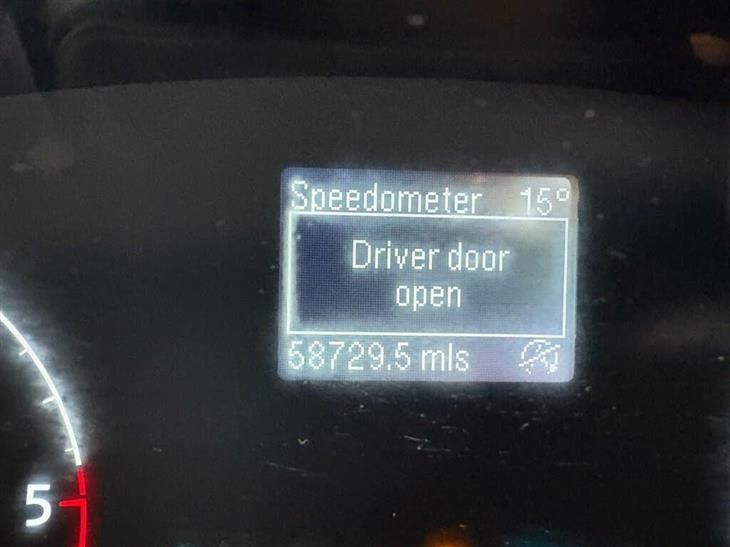 Speedometer 15°
Driver door
open
58729.5 mls
5